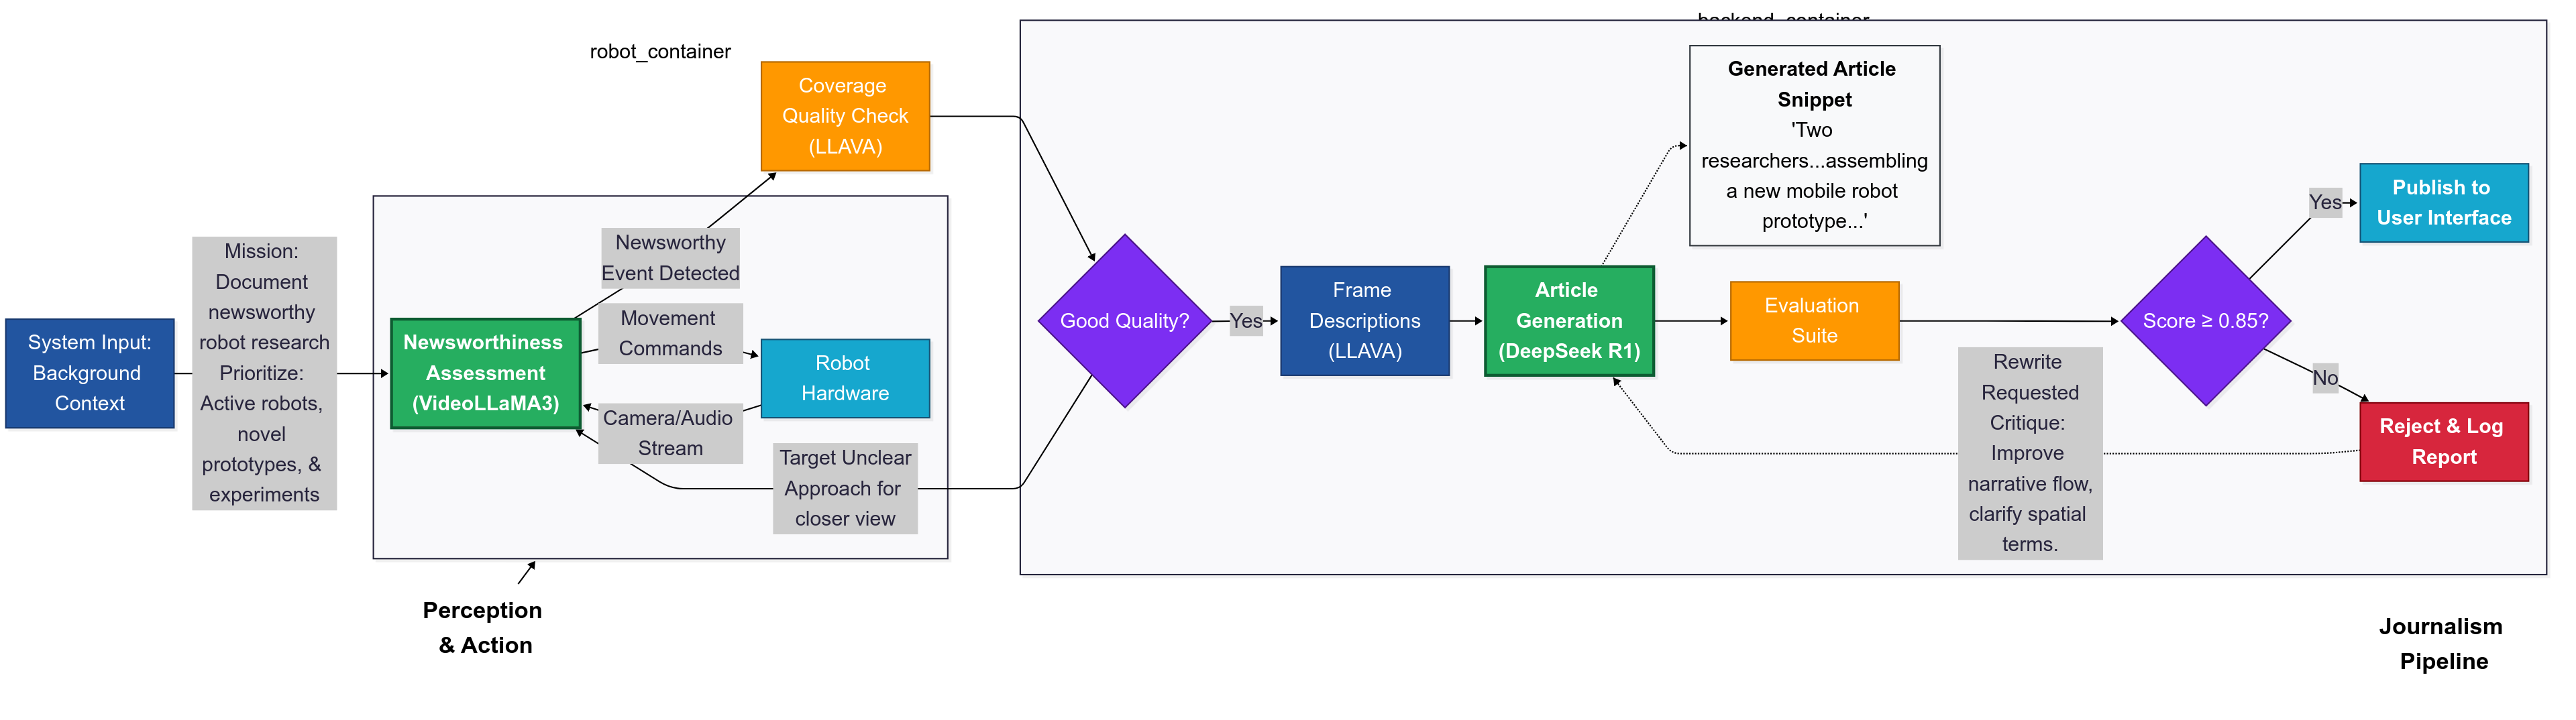 backend_container
robot_container
Coverage
Quality Check
(LLAVA)
Generated Article
Snippet
'Two
researchers...assembling
a new mobile robot
prototype...'
System Input:
Background
Context
Mission:
Document
newsworthy
robot research
Prioritize:
Active robots,
novel
prototypes, &
experiments
Newsworthiness
Assessment
(VideoLLaMA3)
Newsworthy
Event Detected
Movement
Commands
Camera/Audio
Stream
Robot
Hardware
Target Unclear
Approach for
closer view
Good Quality?
Yes
Frame
Descriptions
(LLAVA)
Article
Generation
(DeepSeek R1)
Evaluation
Suite
Score ≥ 0.85?
Yes
Publish to
User Interface
No
Reject & Log
Report
Rewrite
Requested
Critique:
Improve
narrative flow,
clarify spatial
terms.
Perception
& Action
Journalism
Pipeline